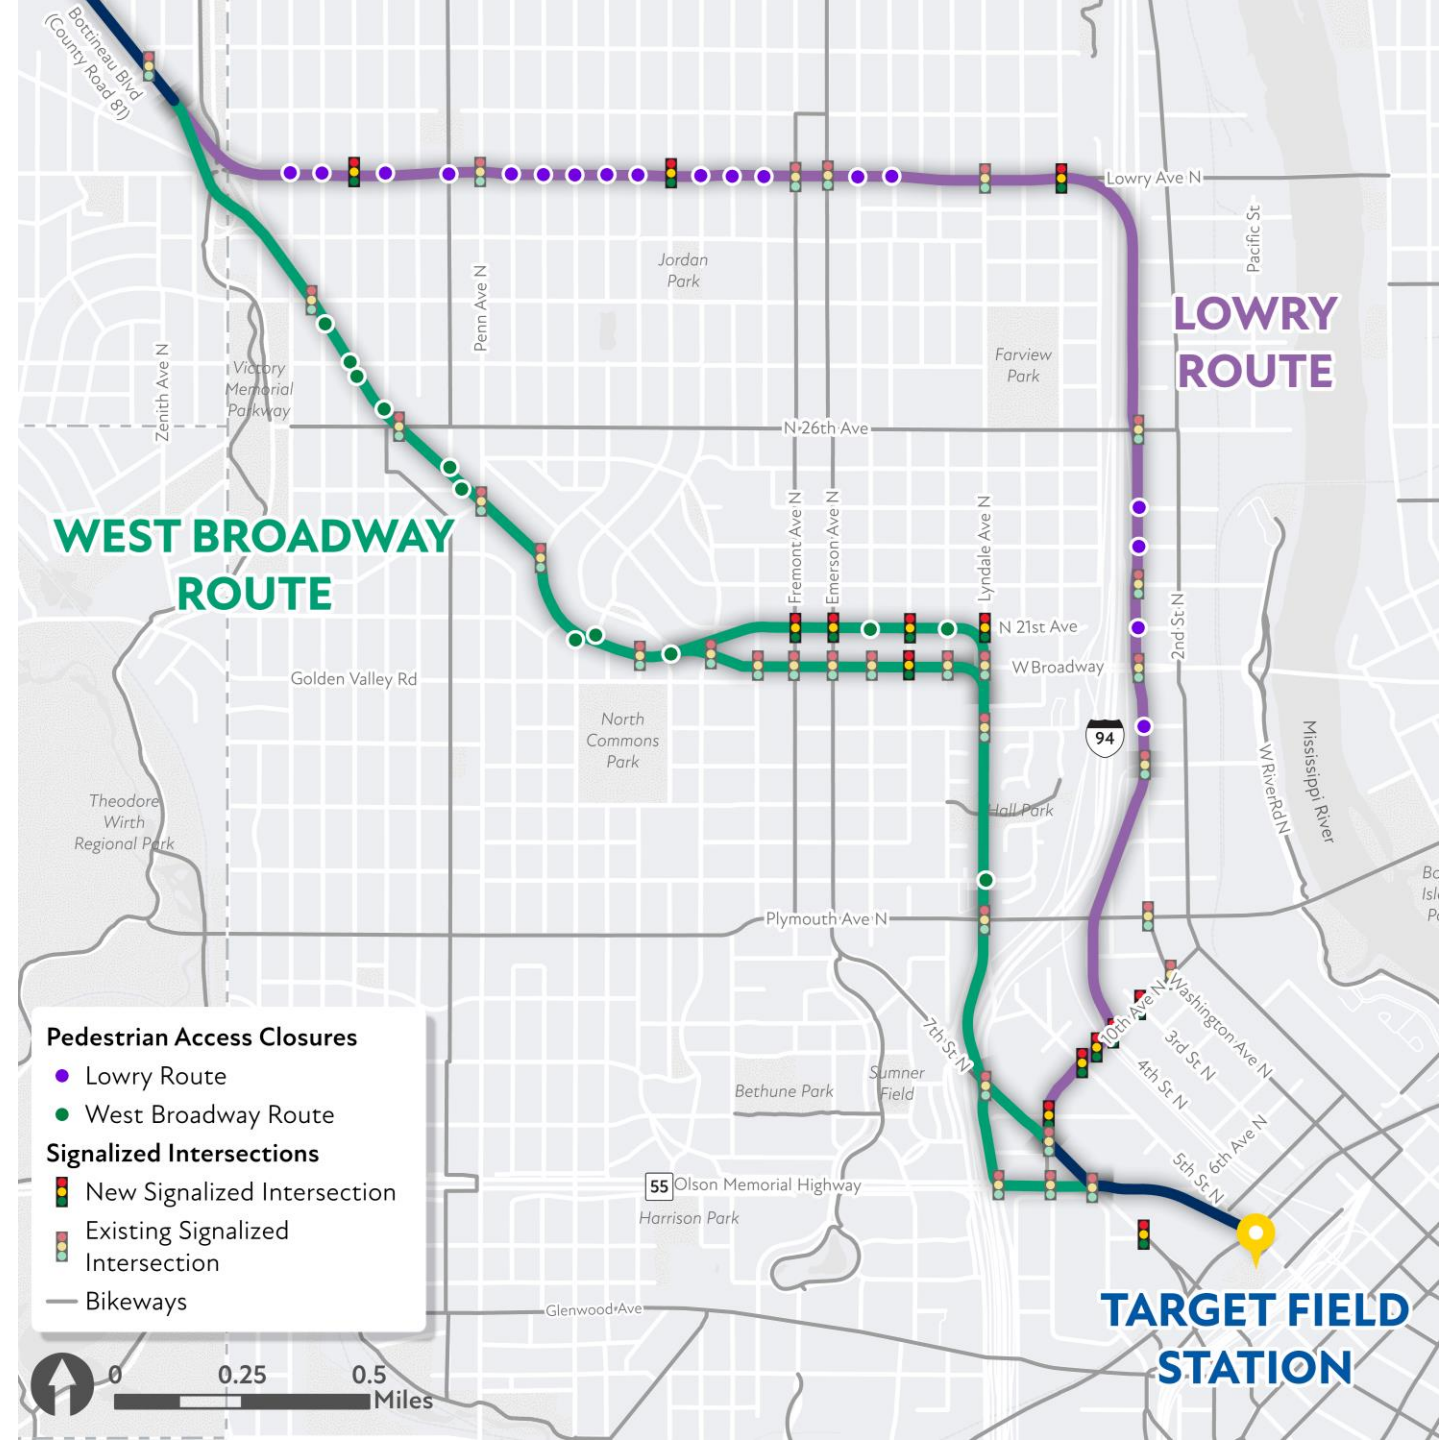 Bottineau Blvd
(County Road 81)
Lowry Ave N
Pacific St
Jordan
Park
Penn Ave N
LOWRY
ROUTE
Zenith Ave N
Victory
Memorial
Parkway
Farview
Park
N 26th Ave
WEST BROADWAY
ROUTE
Fremont Ave N
Emerson Ave N
Lyndale Ave N
N 21st Ave
2nd St N
W Broadway
Golden Valley Rd
North
Commons
Park
94
W River Rd N
Mississippi River
Theodore
Wirth
Regional Park
Hall Park
Plymouth Ave N
7th St N
10th Ave N
Washington Ave N
3rd St N
4th St N
Bethune Park
Sumner
Field
6th Ave N
5th St N
55 Olson Memorial Highway
Harrison Park
Glenwood Ave
TARGET FIELD
STATION
Pedestrian Access Closures
Lowry Route
West Broadway Route
Signalized Intersections
New Signalized Intersection
Existing Signalized
Intersection
Bikeways
0 0.25 0.5
Miles